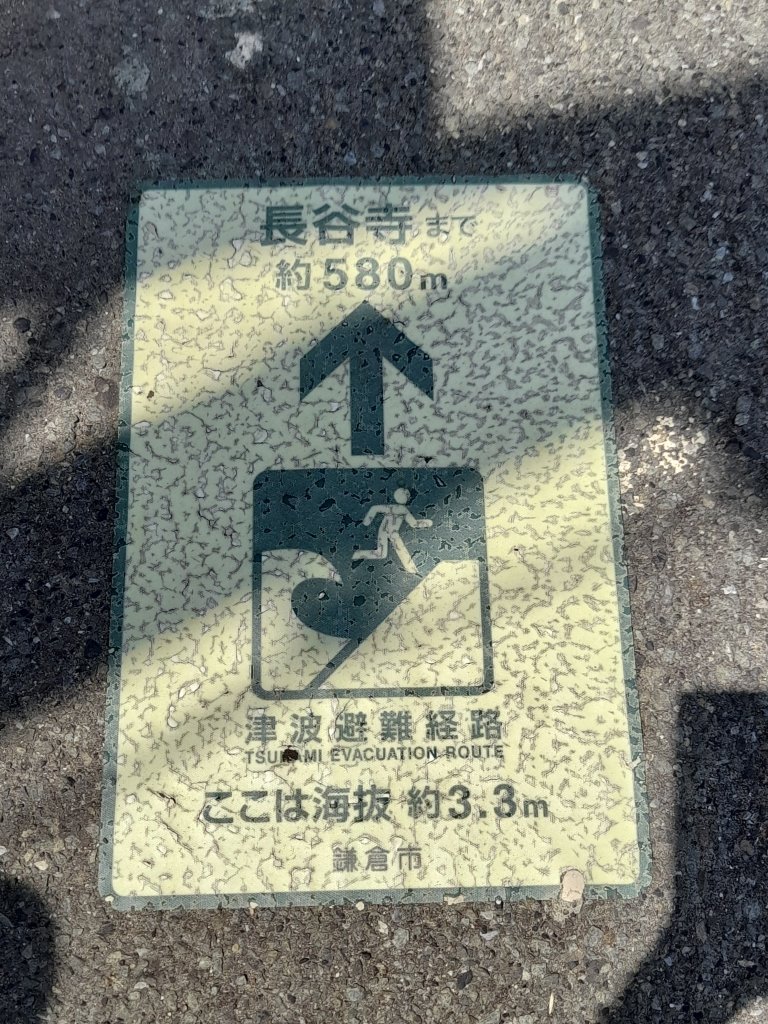 長谷寺まで
約580m
津波避難経路
TSUNAMI EVACUATION ROUTE
ここは海抜 約3.3m
鎌倉市